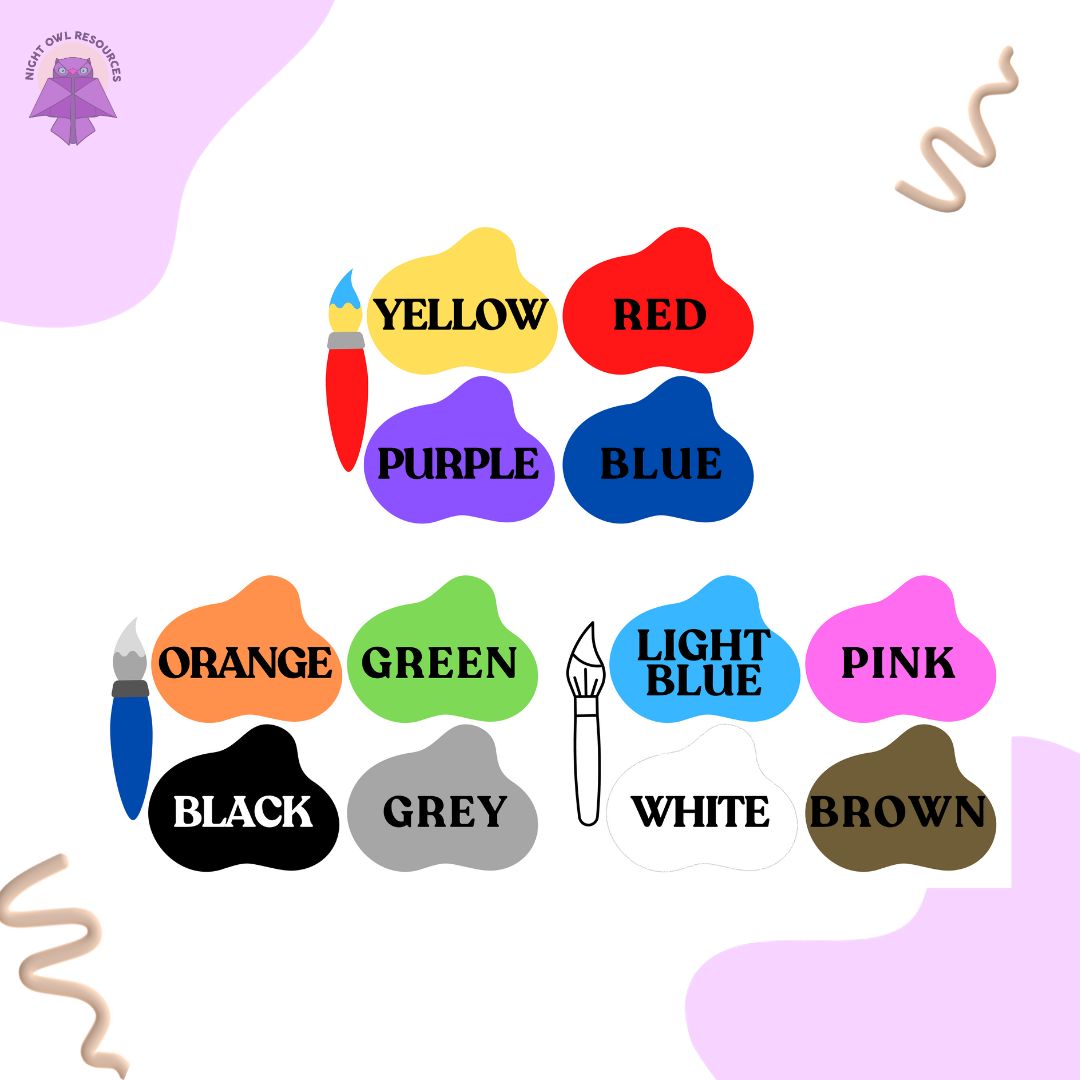 NIGHT OWL RESOURCES
YELLOW
RED
PURPLE
BLUE
ORANGE
GREEN
BLACK
GREY
LIGHT
BLUE
PINK
WHITE
BROWN